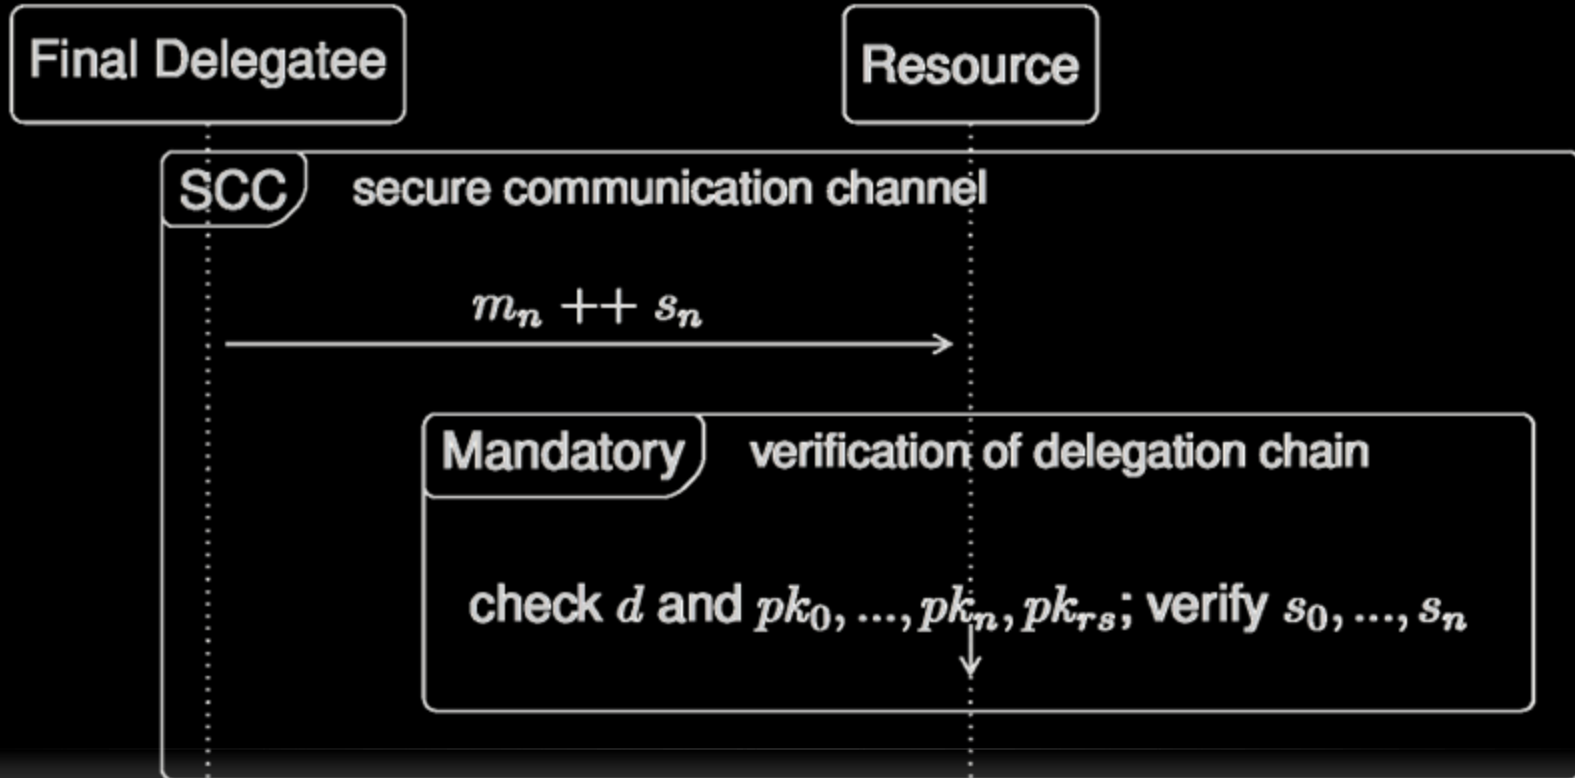 Final Delegatee
Resource
SCC secure communication channel
mₙ ++ sₙ
Mandatory verification of delegation chain
check d and pk₀, ..., pkₙ, pkᵣₛ; verify s₀, ..., sₙ